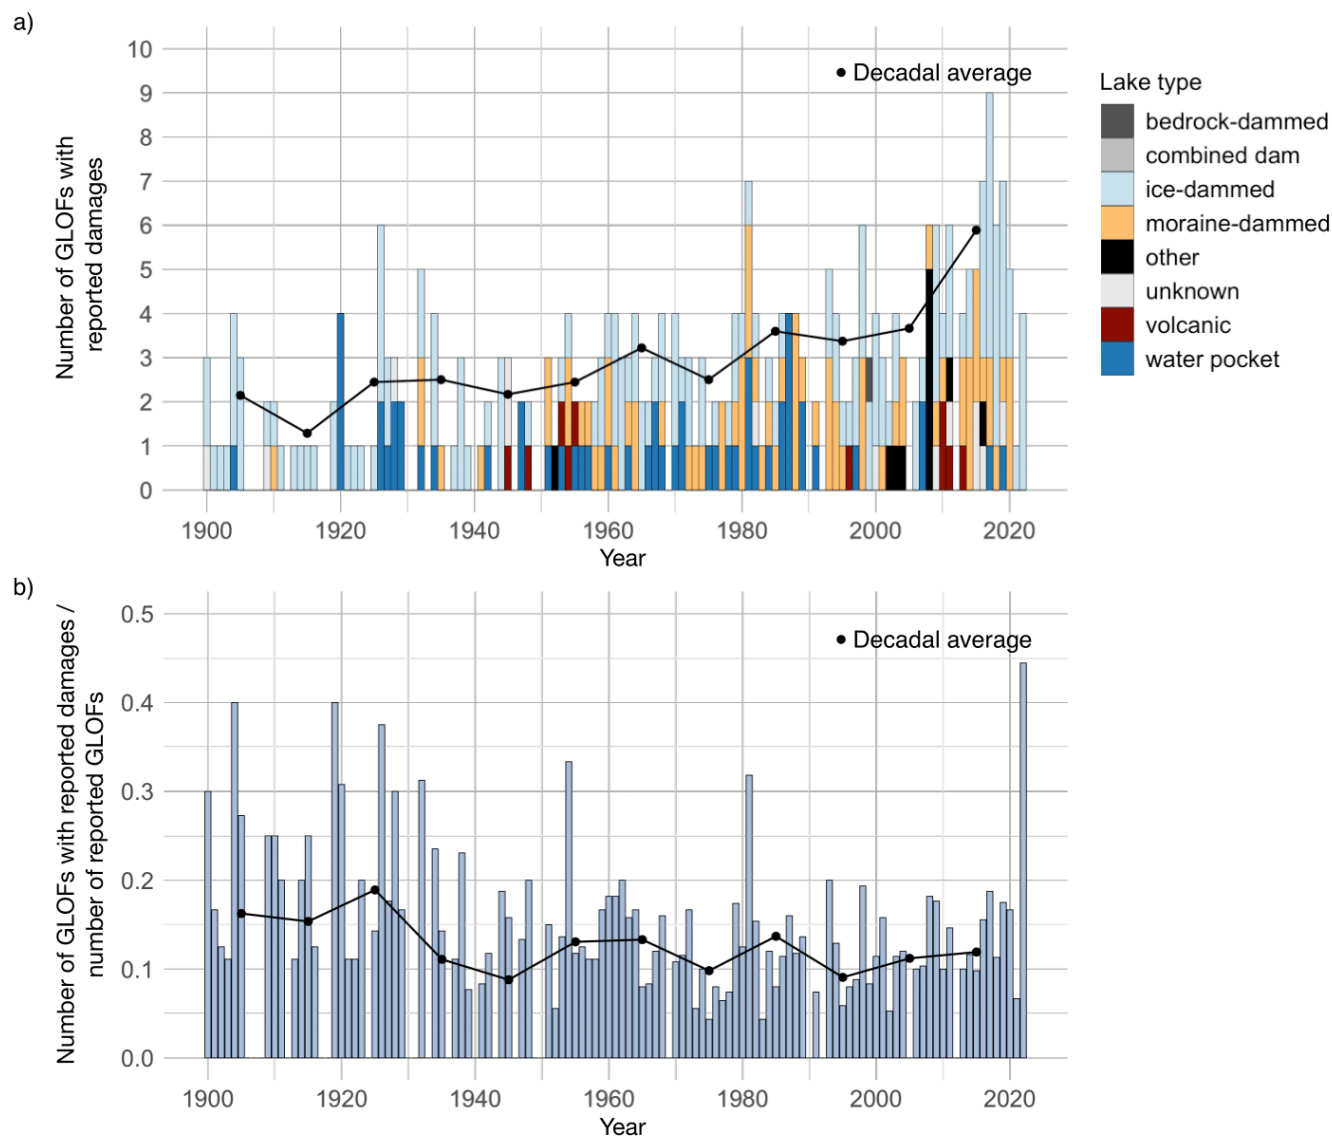 a)
Number of GLOFs with
reported damages
10
9
8
7
6
5
4
3
2
1
0
Decadal average
1900
1920
1940
1960
1980
2000
2020
Year
Lake type
bedrock-dammed
combined dam
ice-dammed
moraine-dammed
other
unknown
volcanic
water pocket
b)
Number of GLOFs with reported damages /
number of reported GLOFs
0.5
0.4
0.3
0.2
0.1
0.0
Decadal average
1900
1920
1940
1960
1980
2000
2020
Year